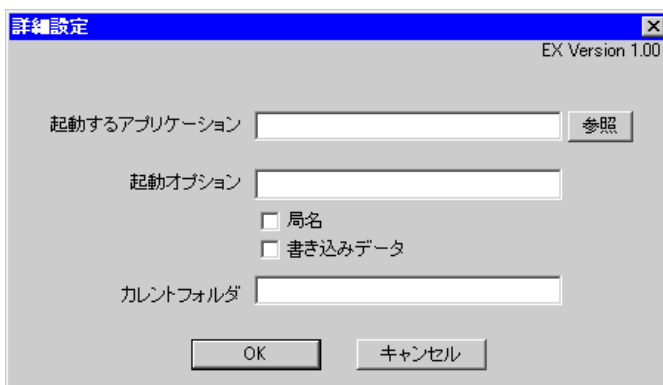 詳細設定
EX Version 1.00
起動するアプリケーション
参照
起動オプション
局名
書き込みデータ
カレントフォルダ
OK
キャンセル